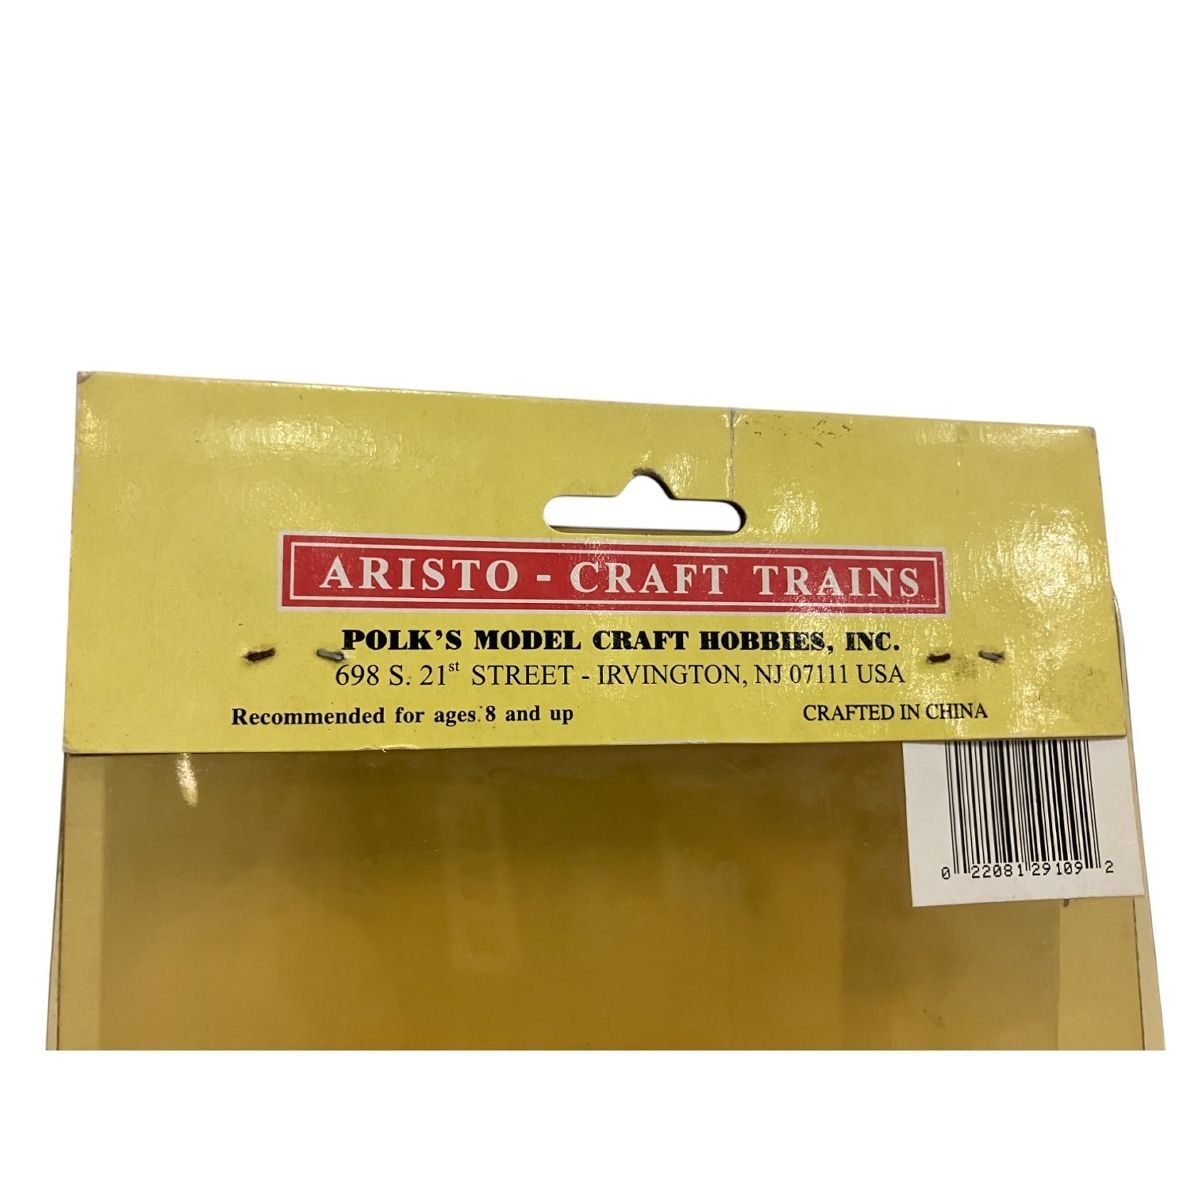 ARISTO - CRAFT TRAINS
POLK'S MODEL CRAFT HOBBIES, INC.
698 S. 21st STREET - IRVINGTON, NJ 07111 USA
Recommended for ages 8 and up
CRAFTED IN CHINA
0 22081 29109 2